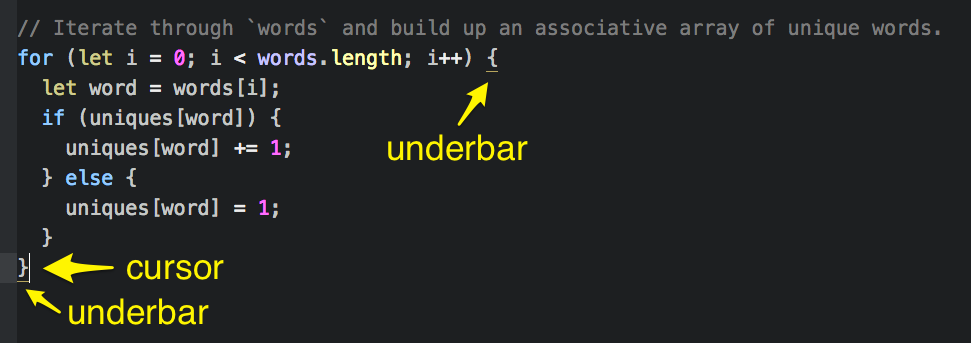 // Iterate through `words` and build up an associative array of unique words.
for (let i = 0; i < words.length; i++) {
let word = words[i];
if (uniques[word]) {
underbar
uniques[word] += 1;
} else {
uniques[word] = 1;
}
}
cursor
underbar